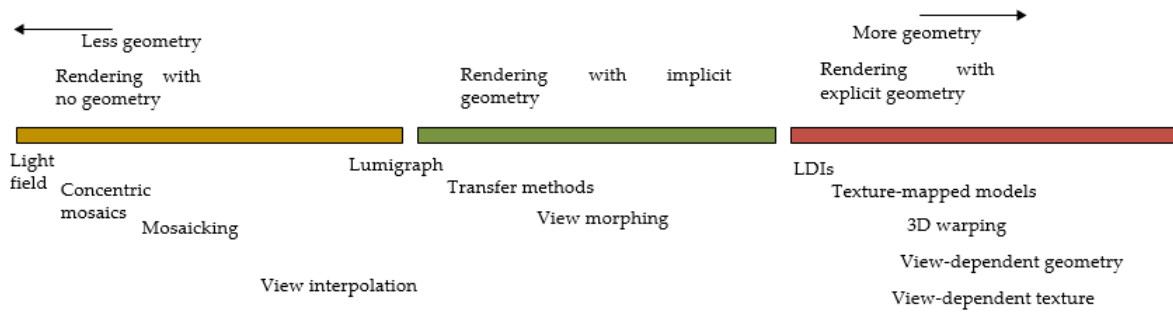 Less geometry
More geometry
Rendering with
no geometry
Rendering with implicit
geometry
Rendering with
explicit geometry
Light
field
Lumigraph
LDIs
Concentric
mosaics
Transfer methods
Texture-mapped models
Mosaicking
View morphing
3D warping
View-dependent geometry
View interpolation
View-dependent texture